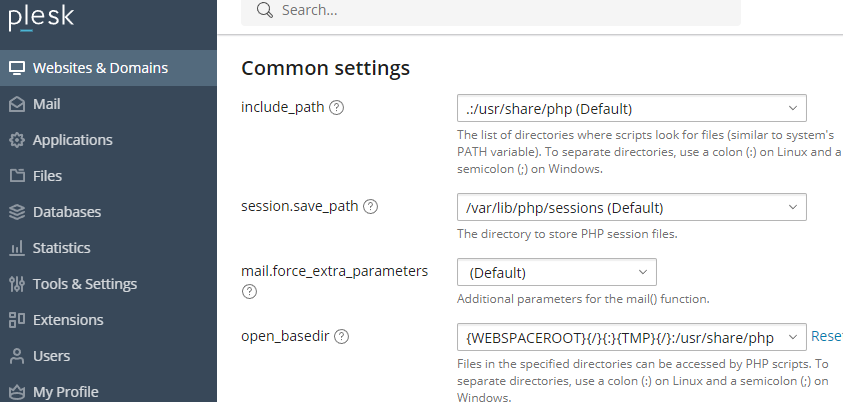 plesk
Search...
Websites & Domains
Mail
Applications
Files
Databases
Statistics
Tools & Settings
Extensions
Users
My Profile
Common settings
include_path ?
.:/usr/share/php (Default)
The list of directories where scripts look for files (similar to system's
PATH variable). To separate directories, use a colon (:) on Linux and a
semicolon (;) on Windows.
session.save_path ?
/var/lib/php/sessions (Default)
The directory to store PHP session files.
mail.force_extra_parameters
?
(Default)
Additional parameters for the mail() function.
open_basedir ?
{WEBSPACEROOT}{/}{:}{TMP}{/}:/usr/share/php
Reset
Files in the specified directories can be accessed by PHP scripts. To
separate directories, use a colon (:) on Linux and a semicolon (;) on
Windows.